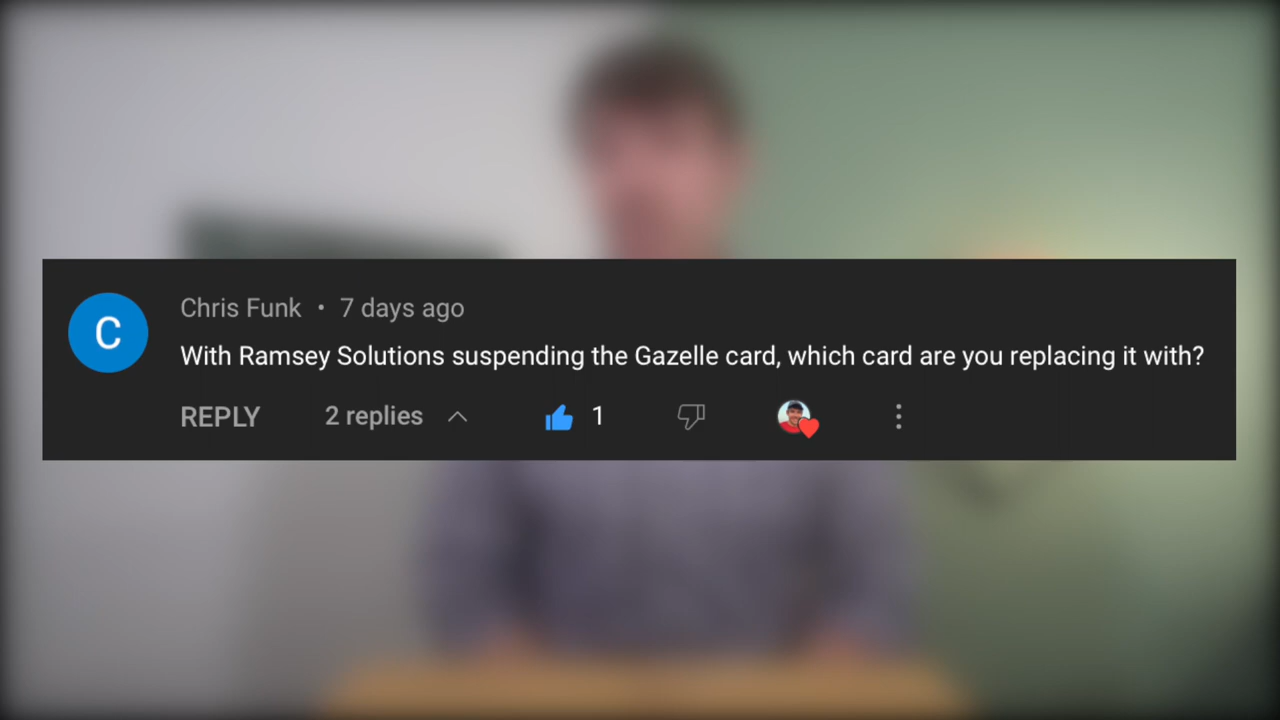 C
Chris Funk • 7 days ago
With Ramsey Solutions suspending the Gazelle card, which card are you replacing it with?
REPLY 2 replies 1